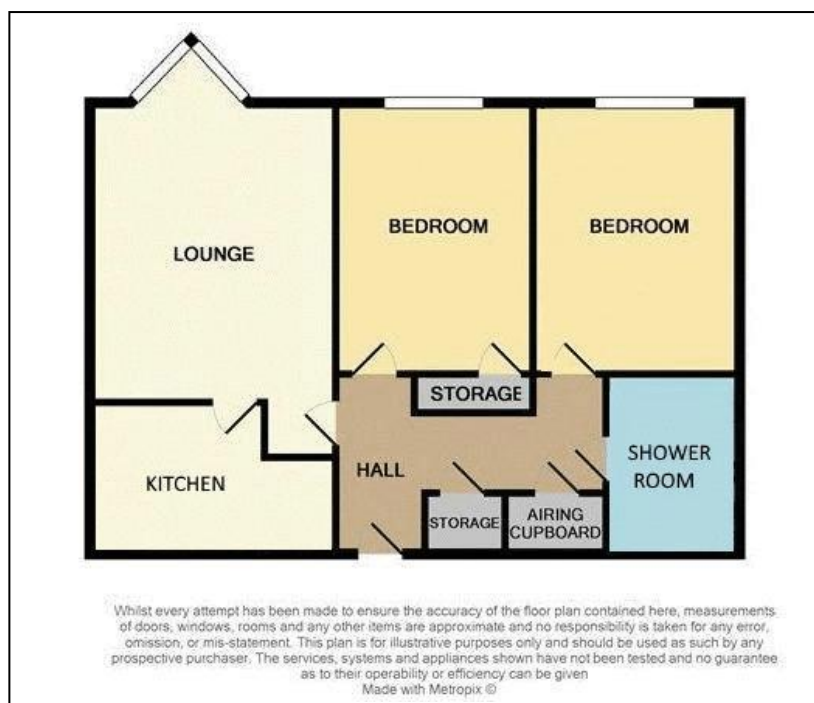 LOUNGE
BEDROOM
BEDROOM
STORAGE
KITCHEN
HALL
SHOWER
ROOM
STORAGE
AIRING
CUPBOARD
Whilst every attempt has been made to ensure the accuracy of the floor plan contained here, measurements
of doors, windows, rooms and any other items are approximate and no responsibility is taken for any error,
omission, or mis-statement. This plan is for illustrative purposes only and should be used as such by any
prospective purchaser. The services, systems and appliances shown have not been tested and no guarantee
as to their operability or efficiency can be given
Made with Metropix ©